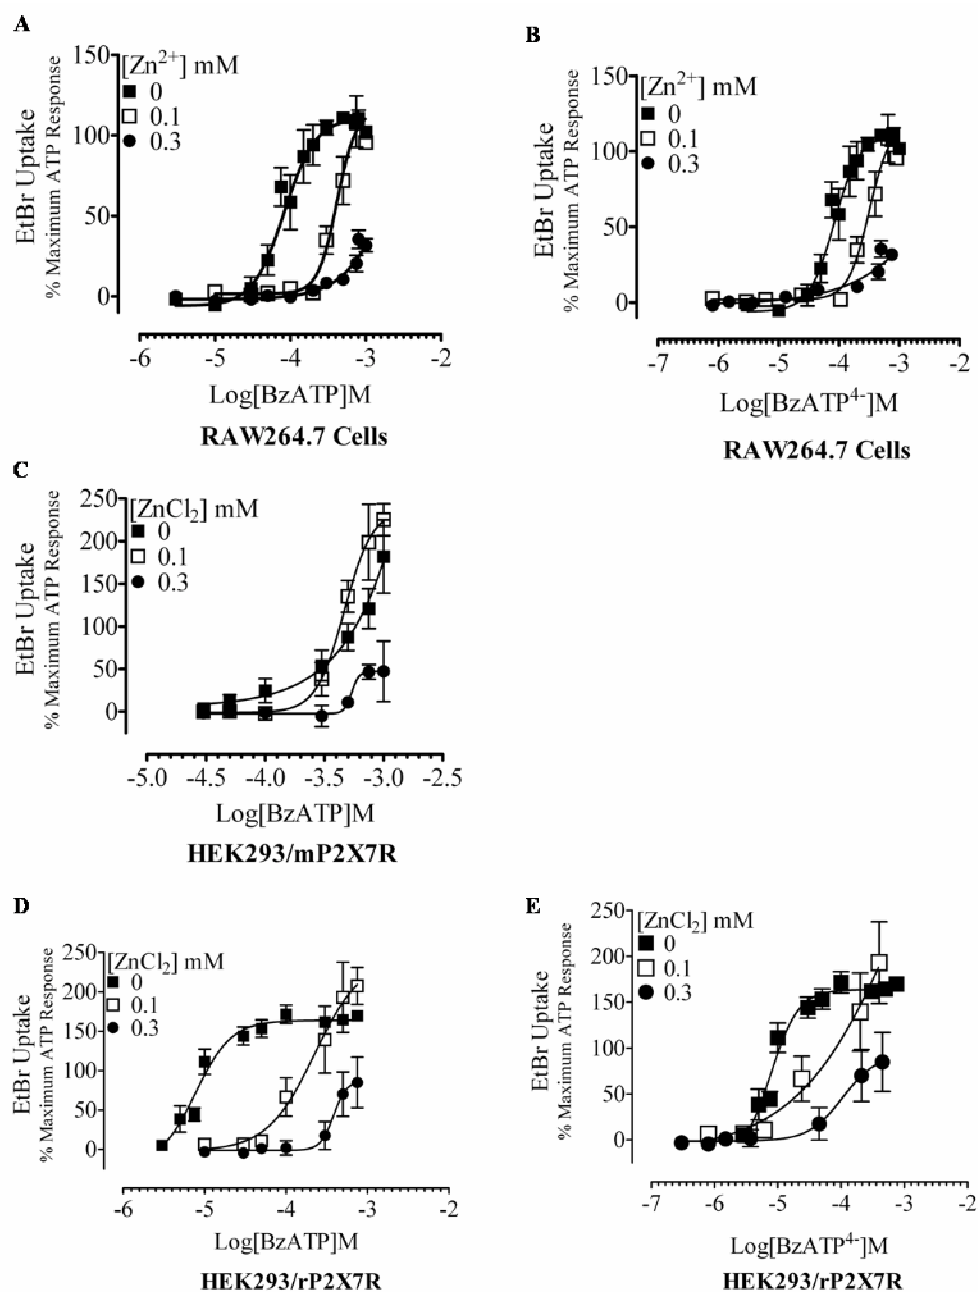 A
EtBr Uptake
% Maximum ATP Response
[Zn²⁺] mM
0
0.1
0.3
150
100
50
0
-6 -5 -4 -3 -2
Log[BzATP]M
RAW264.7 Cells
B
EtBr Uptake
% Maximum ATP Response
[Zn²⁺] mM
0
0.1
0.3
150
100
50
0
-7 -6 -5 -4 -3 -2
Log[BzATP⁴⁻]M
RAW264.7 Cells
C
EtBr Uptake
% Maximum ATP Response
[ZnCl₂] mM
0
0.1
0.3
250
200
150
100
50
0
-5.0 -4.5 -4.0 -3.5 -3.0 -2.5
Log[BzATP]M
HEK293/mP2X7R
D
EtBr Uptake
% Maximum ATP Response
[ZnCl₂] mM
0
0.1
0.3
250
200
150
100
50
0
-6 -5 -4 -3 -2
Log[BzATP]M
HEK293/rP2X7R
E
EtBr Uptake
% Maximum ATP Response
[ZnCl₂] mM
0
0.1
0.3
250
200
150
100
50
0
-7 -6 -5 -4 -3 -2
Log[BzATP⁴⁻]M
HEK293/rP2X7R